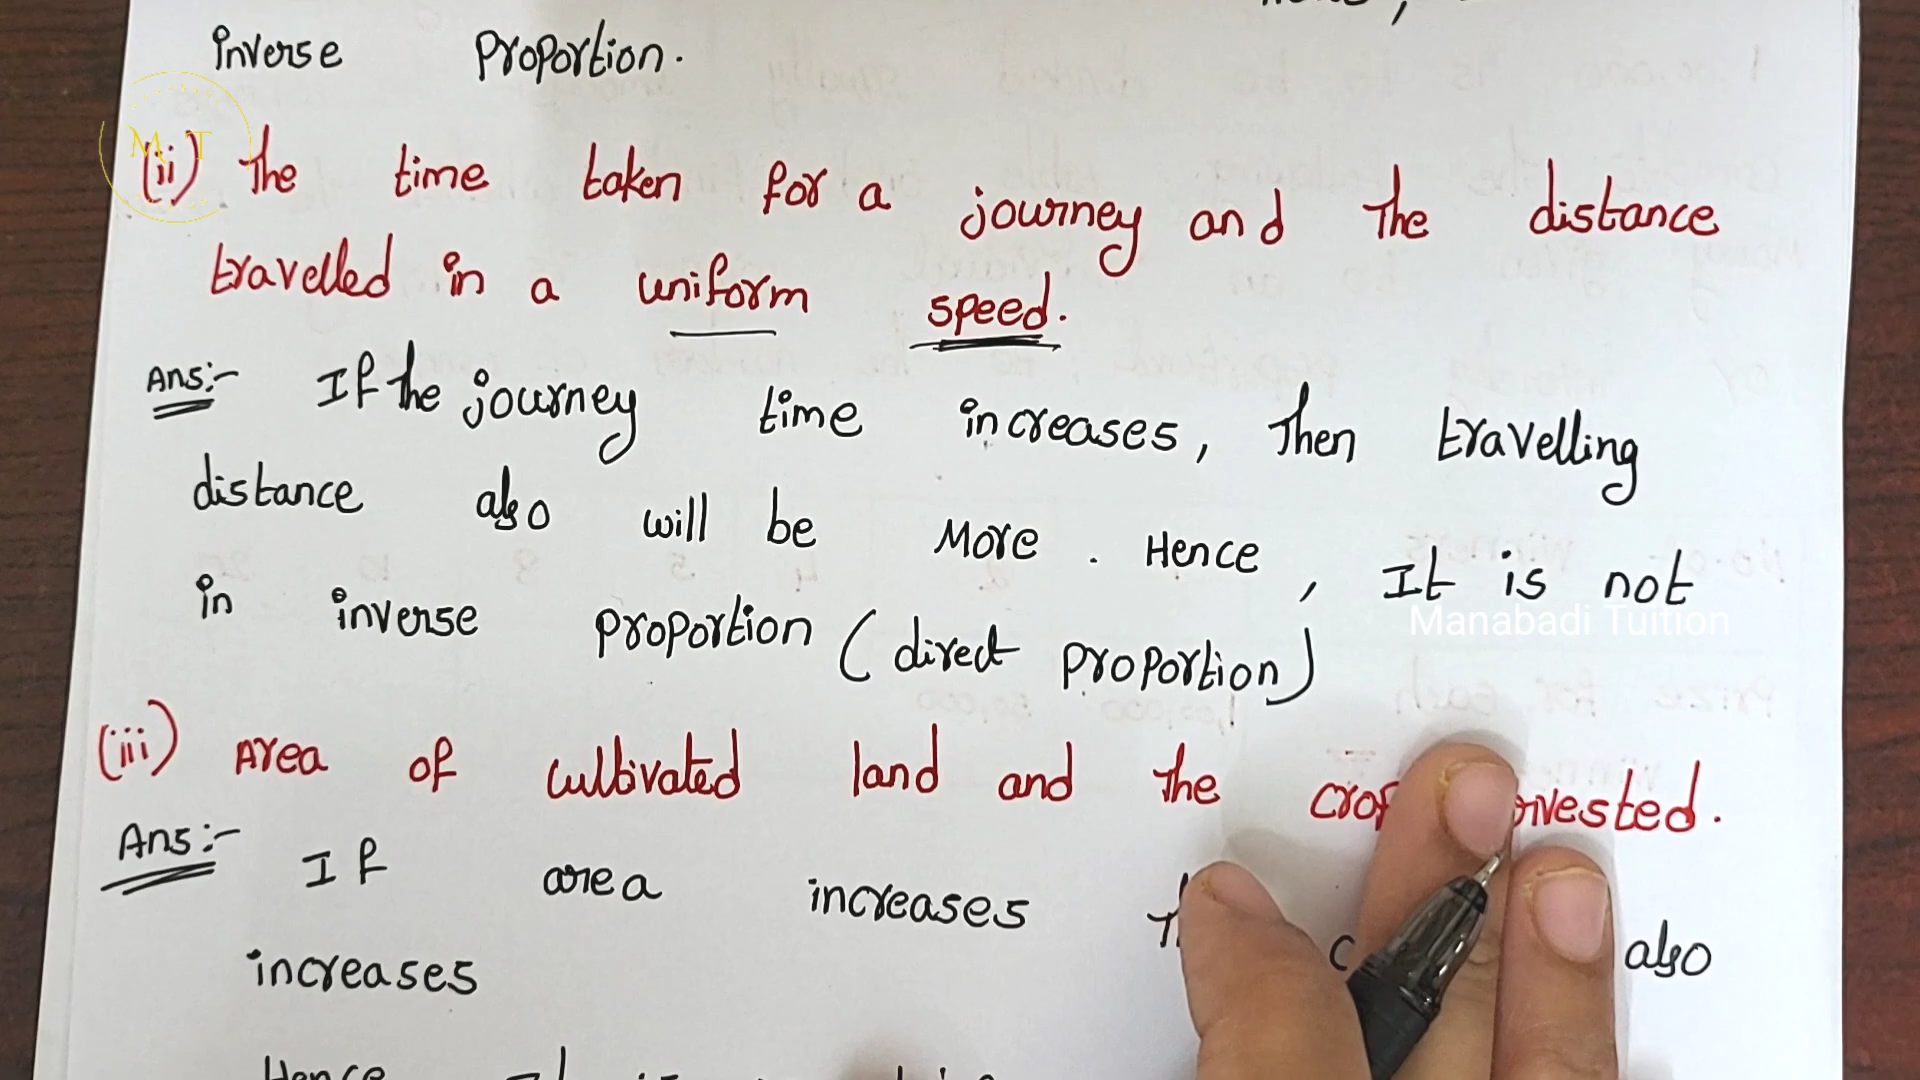 inverse proportion.
M T
(ii) The time taken for a journey and the distance
travelled in a uniform speed.
Ans:- If the journey time increases, Then travelling
distance also will be More. Hence, It is not
in inverse proportion (direct proportion)
Manabadi Tuition
(iii) Area of cultivated land and the
Ans:- If area increases also
increases
Hence